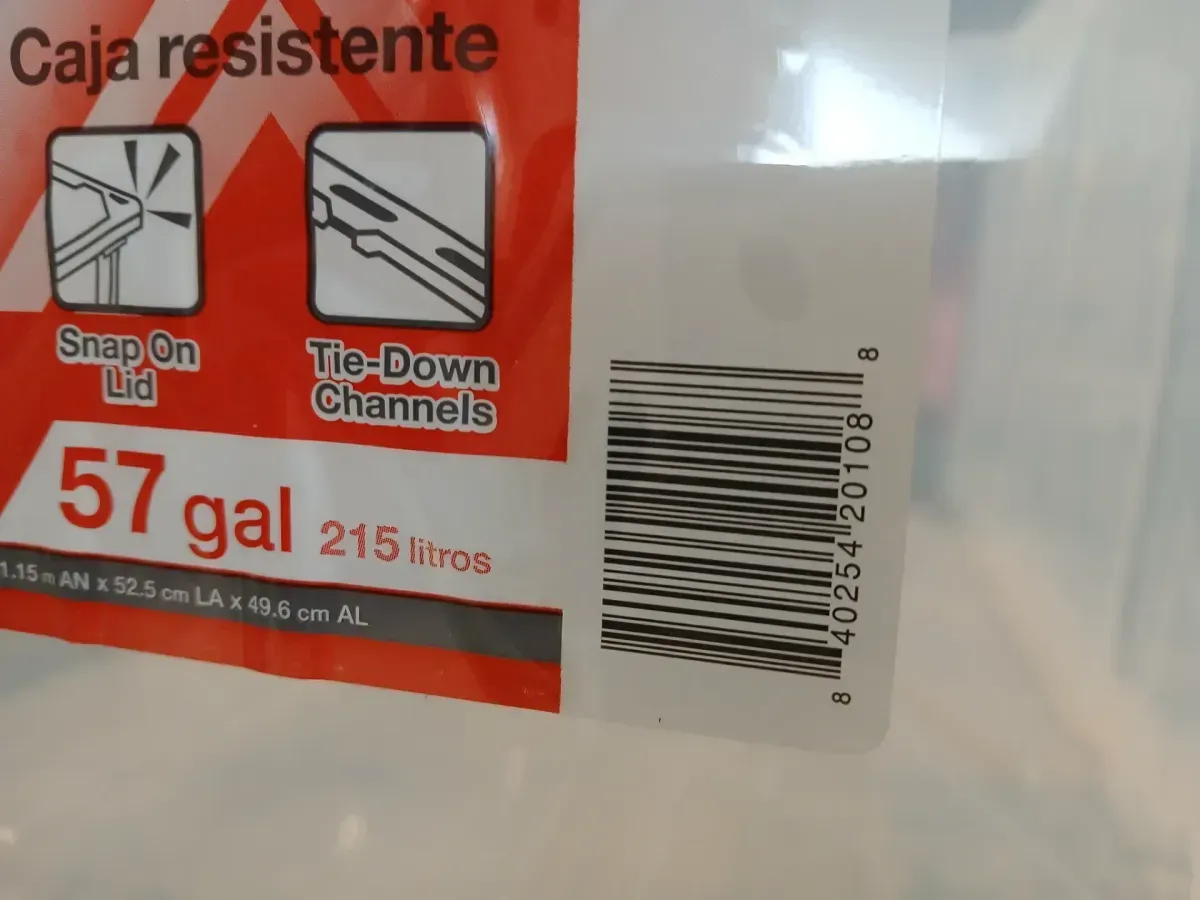 Caja resistente
Snap On
Lid
Tie-Down
Channels
57 gal 215 litros
1.15 m AN x 52.5 cm LA x 49.6 cm AL
8 40254 20108 8